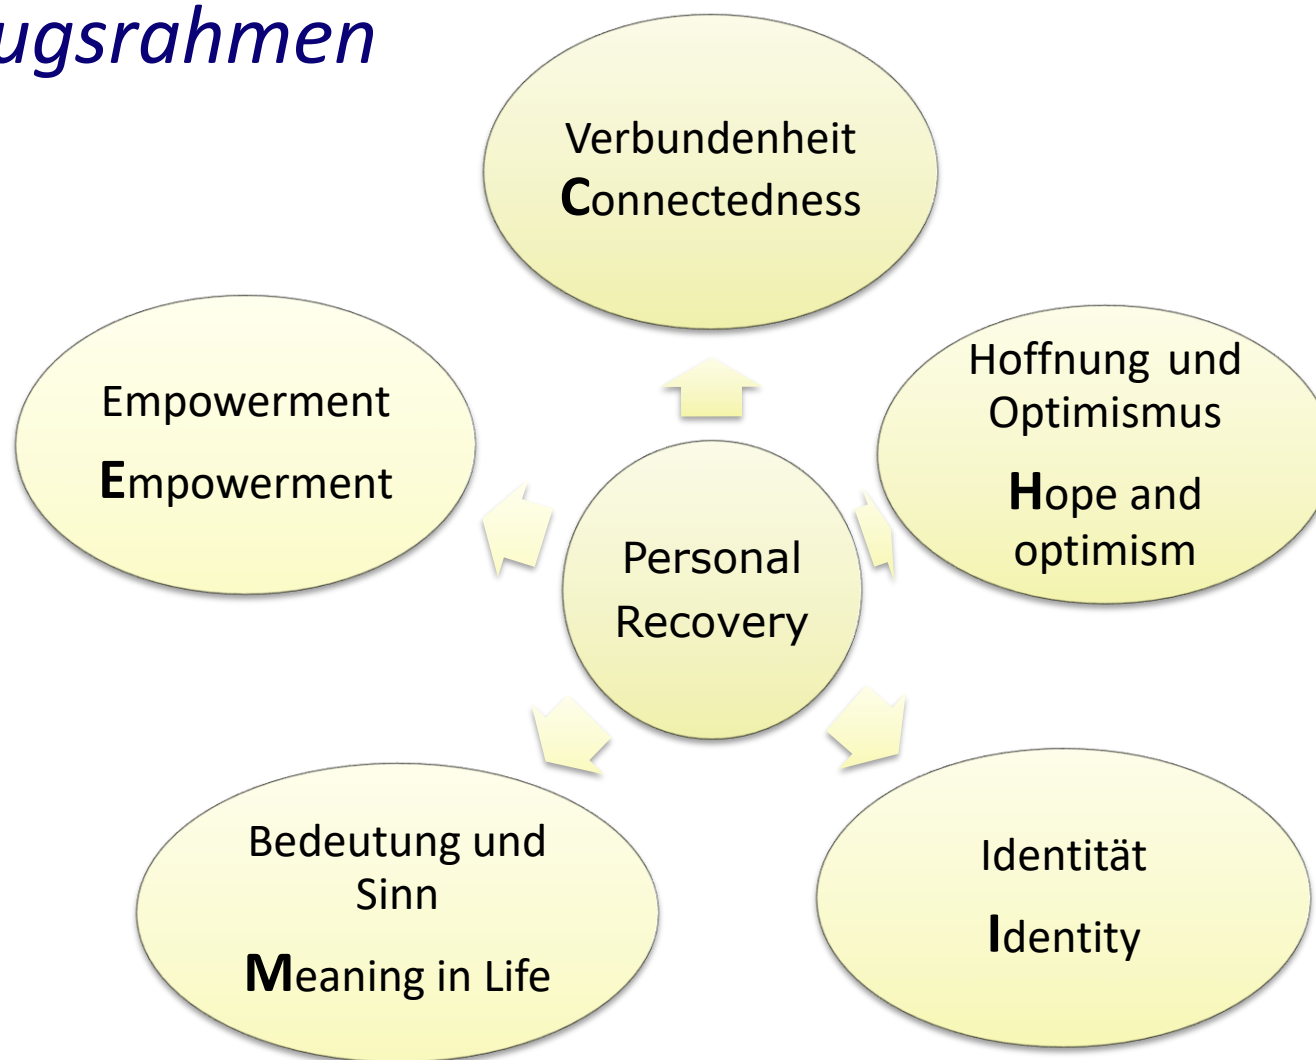 ugsrahmen
Verbundenheit
Connectedness
Hoffnung und
Optimismus
Hope and
optimism
Identität
Identity
Bedeutung und
Sinn
Meaning in Life
Empowerment
Empowerment
Personal
Recovery